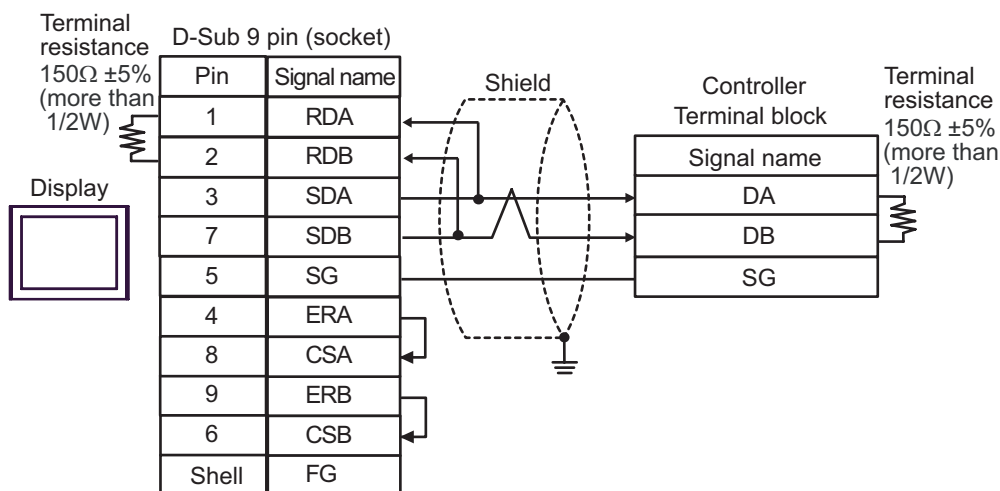 Terminal
resistance
150Ω ±5%
(more than
1/2W)
D-Sub 9 pin (socket)
Pin Signal name
1 RDA
2 RDB
3 SDA
7 SDB
5 SG
4 ERA
8 CSA
9 ERB
6 CSB
Shell FG
Display
Shield
Controller
Terminal block
Signal name
DA
DB
SG
Terminal
resistance
150Ω ±5%
(more than
1/2W)